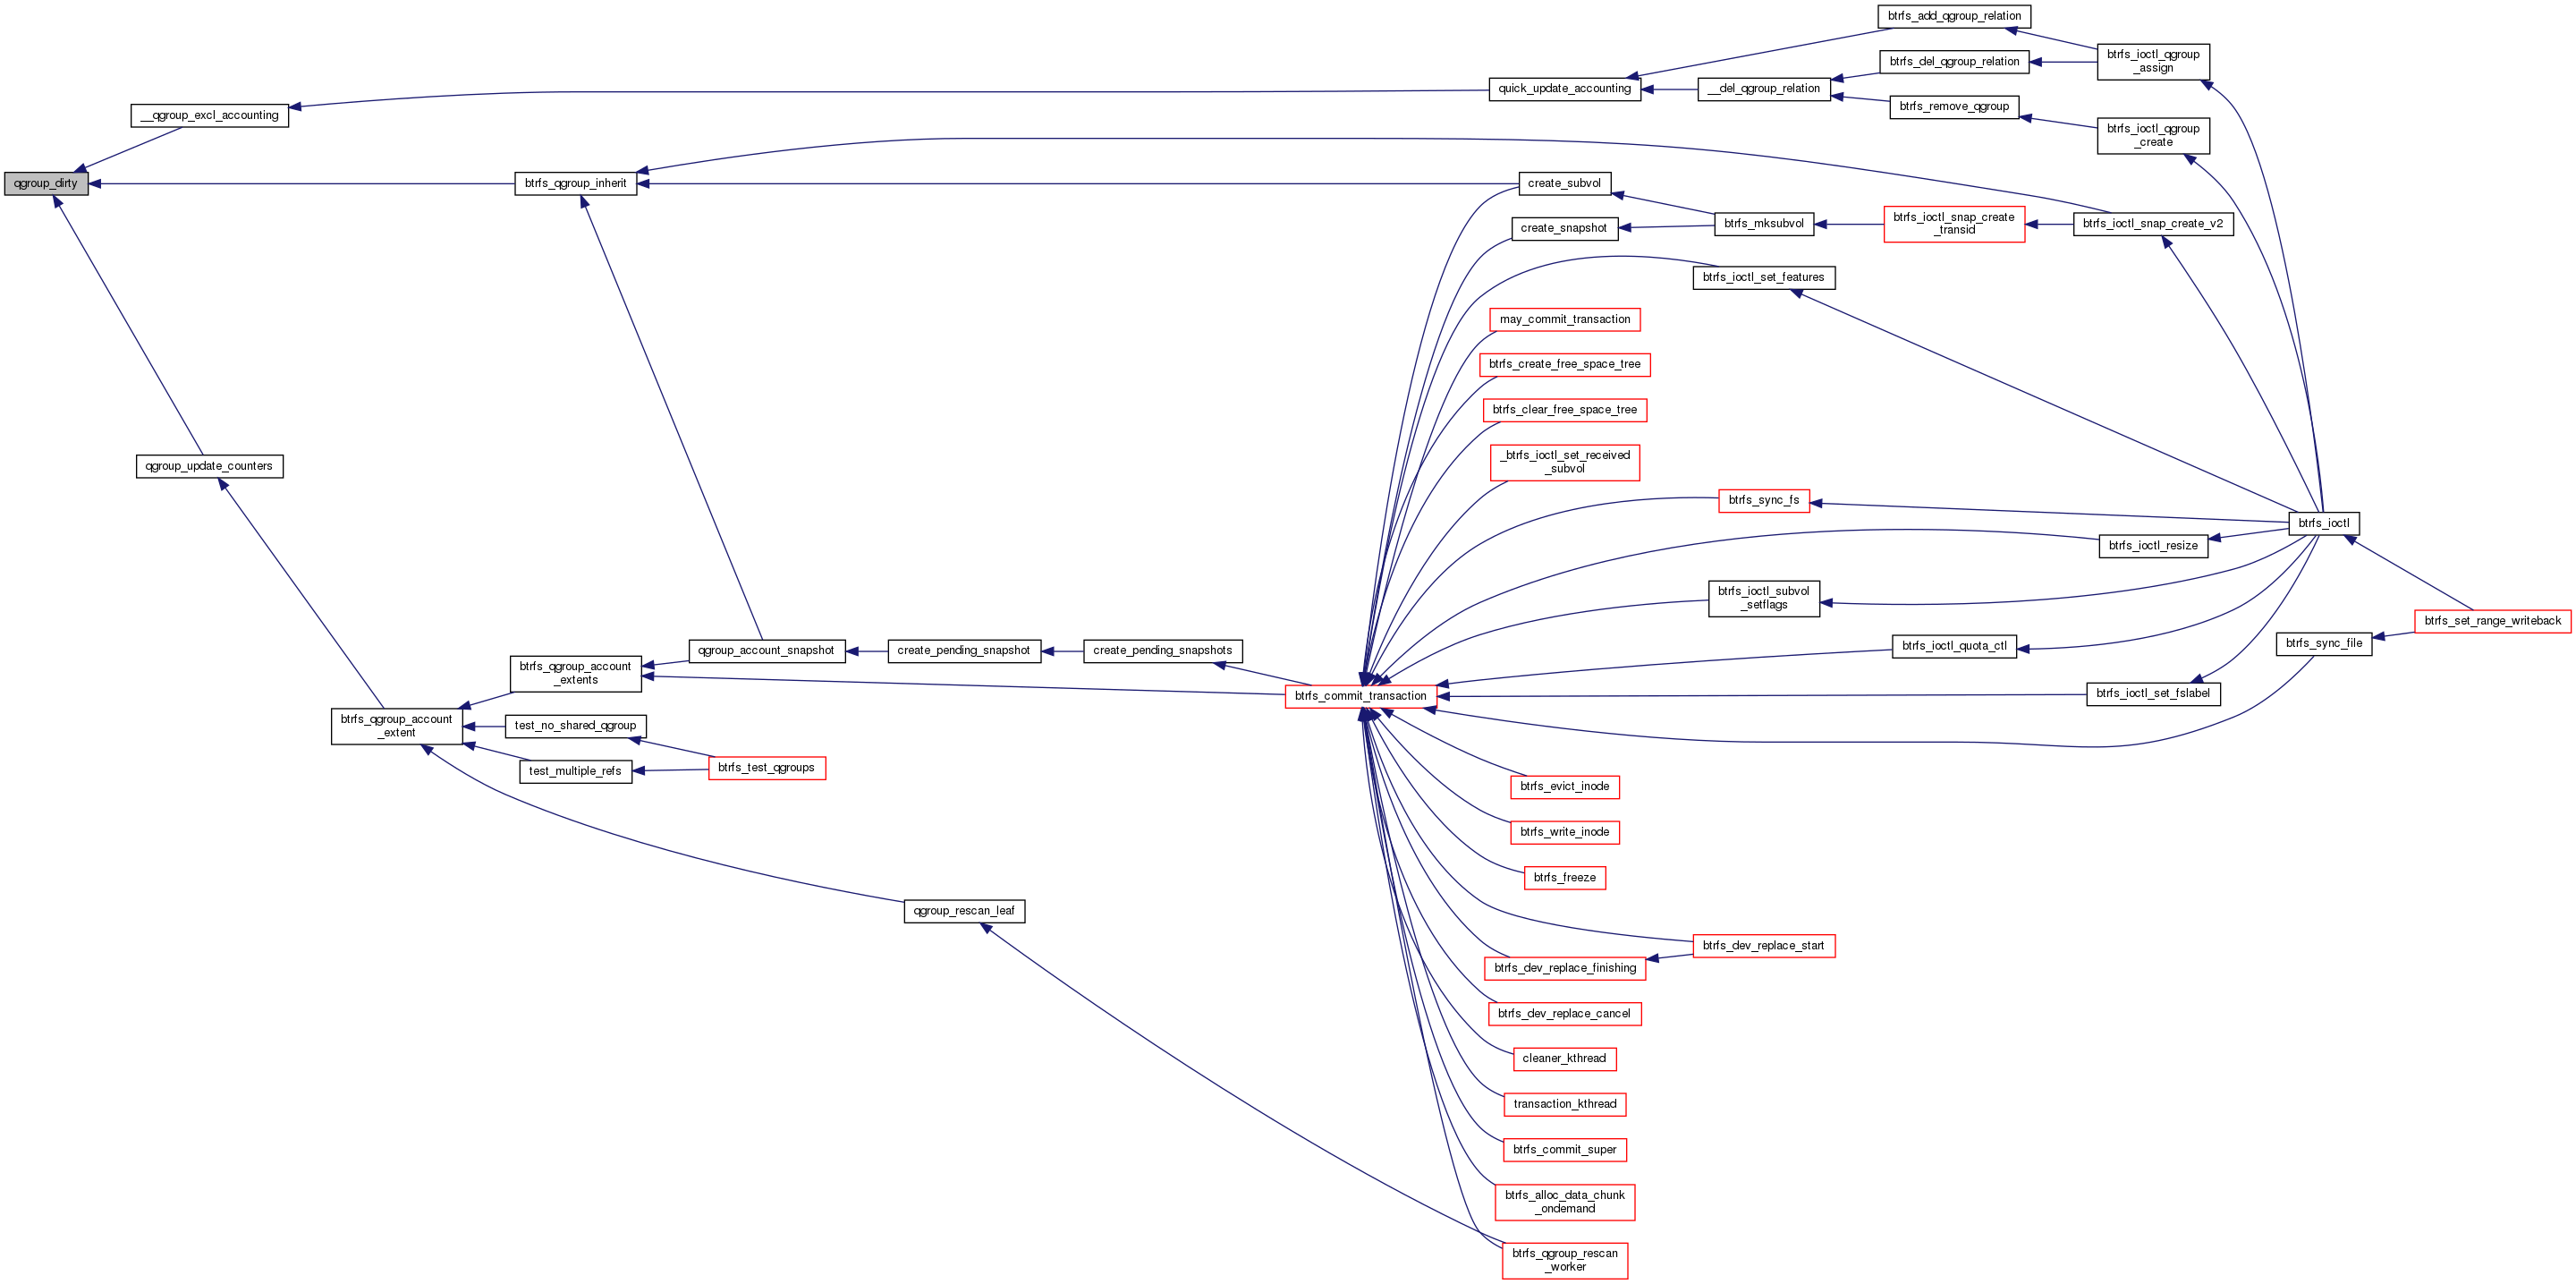 btrfs_add_qgroup_relation
btrfs_ioctl_qgroup
_assign
btrfs_del_qgroup_relation
quick_update_accounting
__del_qgroup_relation
btrfs_remove_qgroup
__qgroup_excl_accounting
btrfs_ioctl_qgroup
_create
qgroup_dirty
btrfs_qgroup_inherit
create_subvol
create_snapshot
btrfs_mksubvol
btrfs_ioctl_snap_create
_transid
btrfs_ioctl_snap_create_v2
btrfs_ioctl_set_features
may_commit_transaction
btrfs_create_free_space_tree
btrfs_clear_free_space_tree
qgroup_update_counters
_btrfs_ioctl_set_received
_subvol
btrfs_sync_fs
btrfs_ioctl
btrfs_ioctl_resize
btrfs_ioctl_subvol
_setflags
btrfs_set_range_writeback
btrfs_ioctl_quota_ctl
btrfs_sync_file
qgroup_account_snapshot
create_pending_snapshot
create_pending_snapshots
btrfs_qgroup_account
_extents
btrfs_commit_transaction
btrfs_ioctl_set_fslabel
btrfs_qgroup_account
_extent
test_no_shared_qgroup
test_multiple_refs
btrfs_test_qgroups
btrfs_evict_inode
btrfs_write_inode
btrfs_freeze
qgroup_rescan_leaf
btrfs_dev_replace_start
btrfs_dev_replace_finishing
btrfs_dev_replace_cancel
cleaner_kthread
transaction_kthread
btrfs_commit_super
btrfs_alloc_data_chunk
_ondemand
btrfs_qgroup_rescan
_worker